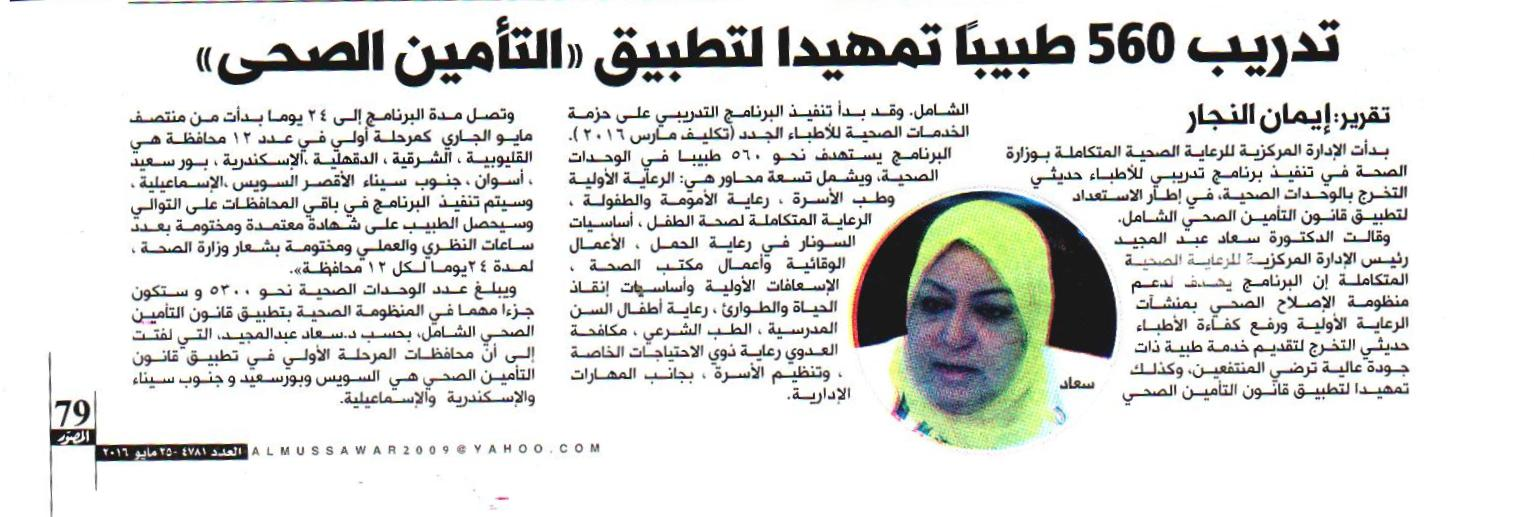 تدريب 560 طبيبًا تمهيدا لتطبيق «التأمين الصحى»
تقرير: إيمان النجار
بدأت الإدارة المركزية للرعاية الصحية المتكاملة بوزارة
الصحة في تنفيذ برنامج تدريبي للأطباء حديثي
التخرج بالوحدات الصحية، في إطار الاستعداد
لتطبيق قانون التأمين الصحي الشامل.
وقالت الدكتورة سعاد عبد المجيد
رئيس الإدارة المركزية للرعاية الصحية
المتكاملة إن البرنامج يهدف لدعم
منظومة الإصلاح الصحي بمنشآت
الرعاية الأولية ورفع كفاءة الأطباء
حديثي التخرج لتقديم خدمة طبية ذات
جودة عالية ترضي المنتفعين، وكذلك
تمهيدا لتطبيق قانون التأمين الصحي
سعاد
الشامل. وقد بدأ تنفيذ البرنامج التدريبي على حزمة
الخدمات الصحية للأطباء الجدد (تكليف مارس ٢٠١٦).
البرنامج يستهدف نحو ٥٦٠ طبيبا في الوحدات
الصحية، ويشمل تسعة محاور هي: الرعاية الأولية
وطب الأسرة ، رعاية الأمومة والطفولة ،
الرعاية المتكاملة لصحة الطفل ، أساسيات
السونار في رعاية الحمل ، الأعمال
الوقائية وأعمال مكتب الصحة ،
الإسعافات الأولية وأساسيات إنقاذ
الحياة والطوارئ ، رعاية أطفال السن
المدرسية ، الطب الشرعي ، مكافحة
العدوي رعاية ذوي الاحتياجات الخاصة
، وتنظيم الأسرة ، بجانب المهارات
الإدارية.
وتصل مدة البرنامج إلى ٢٤ يوما بدأت من منتصف
مايو الجاري كمرحلة أولي في عدد ١٢ محافظة هي
القليوبية ، الشرقية ، الدقهلية ،الإسكندرية ، بور سعيد
، أسوان ، جنوب سيناء الأقصر السويس ،الإسماعيلية ،
وسيتم تنفيذ البرنامج في باقي المحافظات على التوالي
وسيحصل الطبيب على شهادة معتمدة ومختومة بعدد
ساعات النظري والعملي ومختومة بشعار وزارة الصحة ،
لمدة ٢٤يوما لكل ١٢ محافظة».
ويبلغ عدد الوحدات الصحية نحو ٥٣٠٠ و ستكون
جزءا مهما في المنظومة الصحية بتطبيق قانون التأمين
الصحي الشامل، بحسب د.سعاد عبدالمجيد، التي لفتت
إلى أن محافظات المرحلة الأولي في تطبيق قانون
التأمين الصحي هي السويس وبورسعيد و جنوب سيناء
والإسكندرية والإسماعيلية.
79
المصور
العدد ٤٧٨١ - ٢٥ مايو ٢٠١٦ ALMUSSAWAR2009@YAHOO.COM